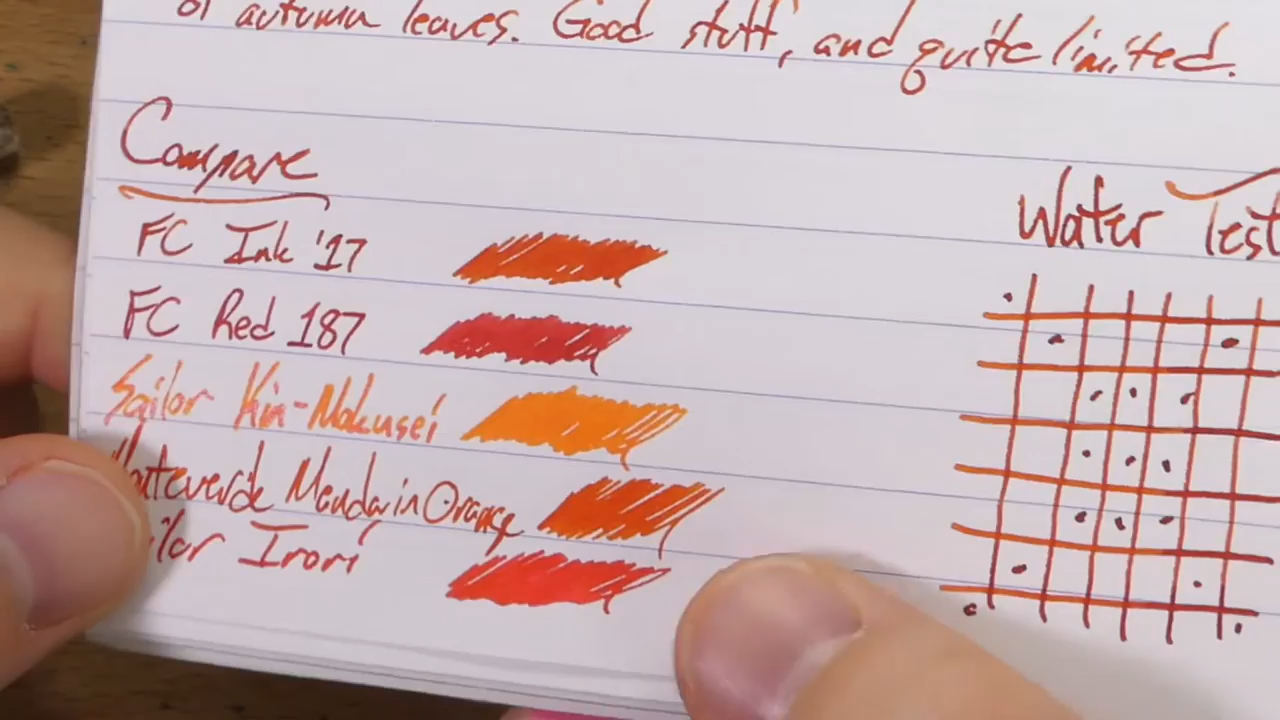 of autumn leaves. Good stuff, and quite limited.
Compare
Water Test
FC Ink '17
FC Red 187
Sailor Kin-Mokusei
Monteverde Mandarin Orange
Sailor Irori